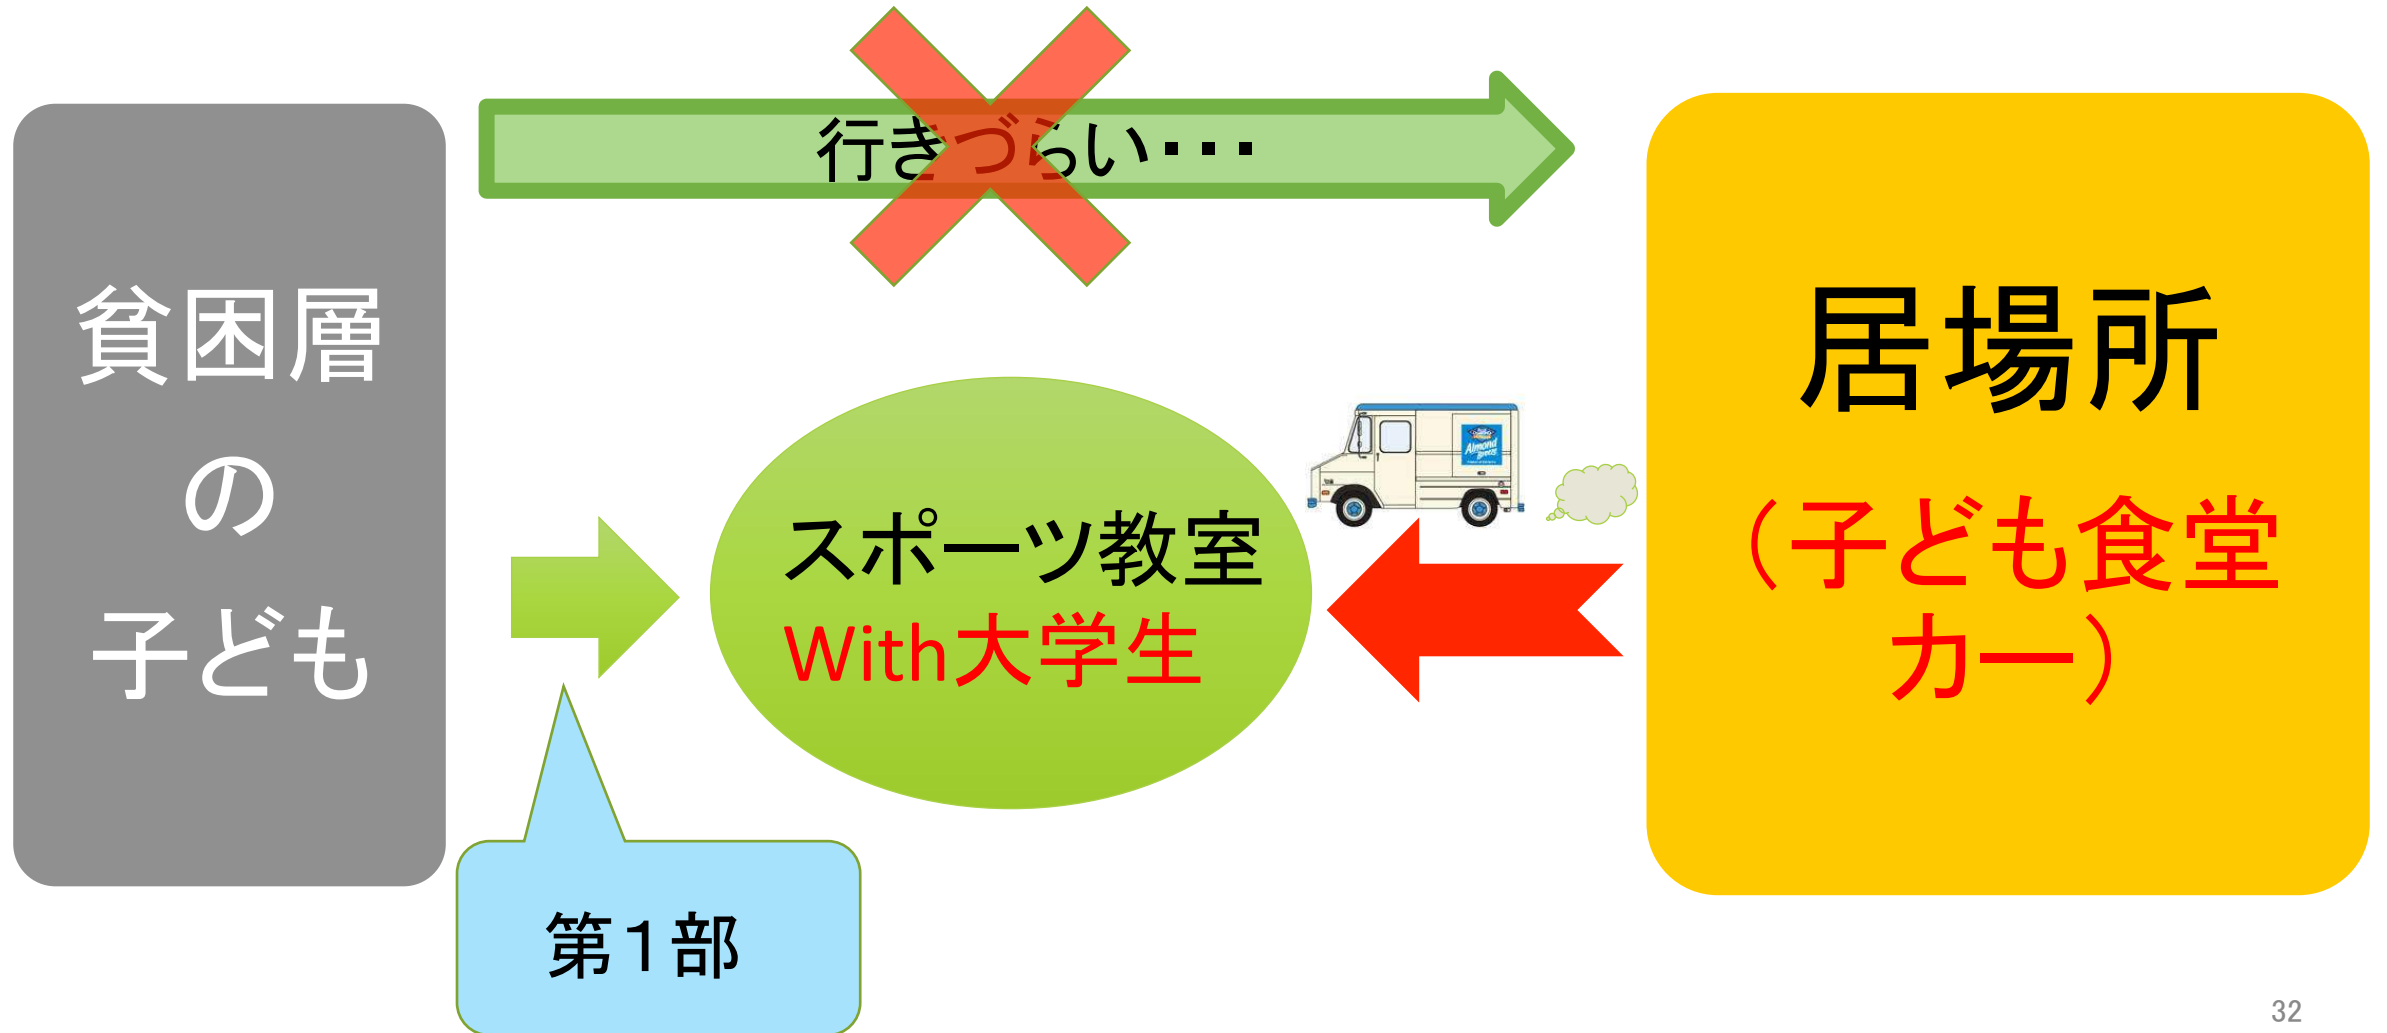 行きづらい・・・
貧困層
の
子ども
スポーツ教室
With大学生
Almond
Breeze
居場所
（子ども食堂
カー）
第１部
32